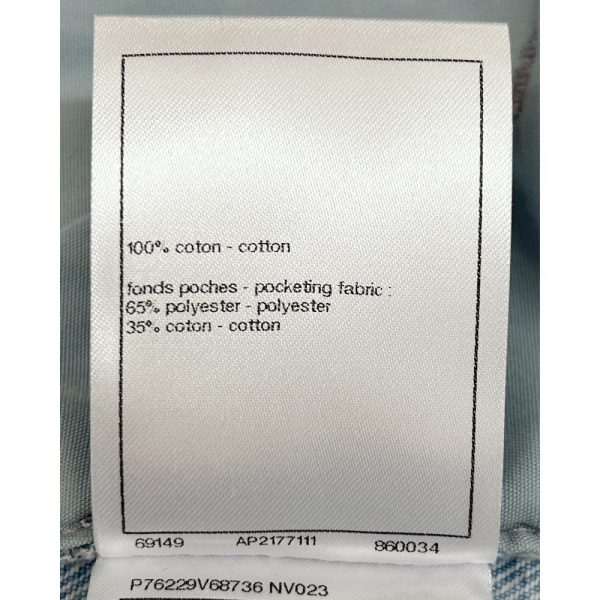 100% coton - cotton
fonds poches - pocketing fabric :
65% polyester - polyester
35% coton - cotton
69149 AP2177111 860034
P76229V68736 NV023